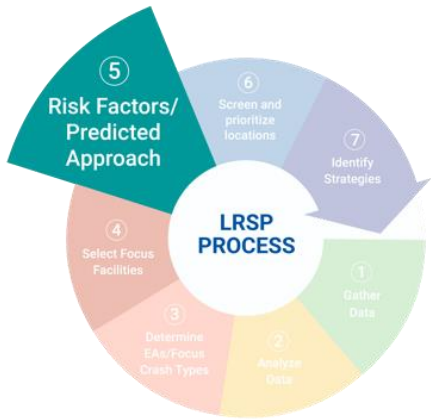 5
Risk Factors/
Predicted
Approach
6
Screen and
prioritize
locations
7
Identify
Strategies
LRSP
PROCESS
4
Select Focus
Facilities
3
Determine
EAs/Focus
Crash Types
2
Analyze
Data
1
Gather
Data